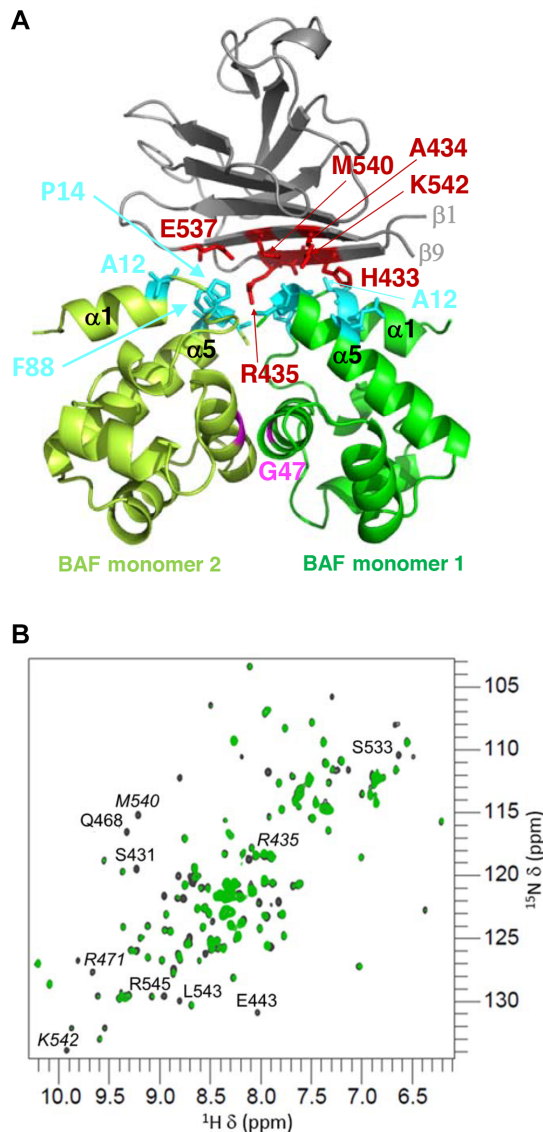 A
A434
M540
K542
P14
β1
E537
β9
A12
H433
A12
α1
α1
α5
α5
F88
R435
G47
BAF monomer 2
BAF monomer 1
B
105
S533
110
M540
Q468
115
R435
S431
120
15N δ (ppm)
125
R471
R545
L543
E443
130
K542
10.0 9.0 8.5 8.0 7.5 7.0 6.5
1H δ (ppm)